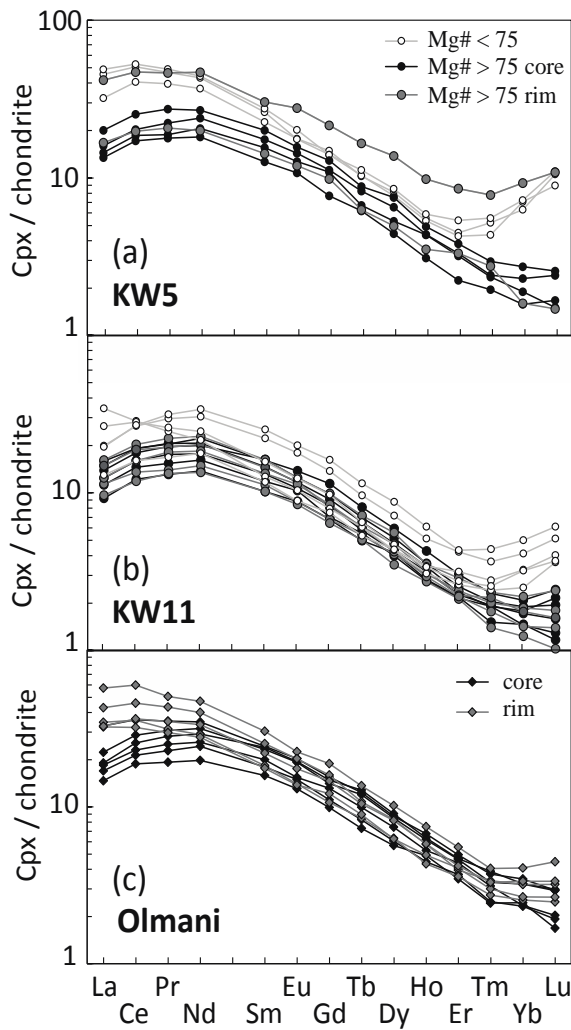 100
Mg# < 75
Mg# > 75 core
Mg# > 75 rim
Cpx / chondrite
10
(a)
KW5
1
Cpx / chondrite
10
(b)
KW11
1
core
rim
Cpx / chondrite
10
(c)
Olmani
1
La Pr Eu Tb Ho Tm Lu
Ce Nd Sm Gd Dy Er Yb